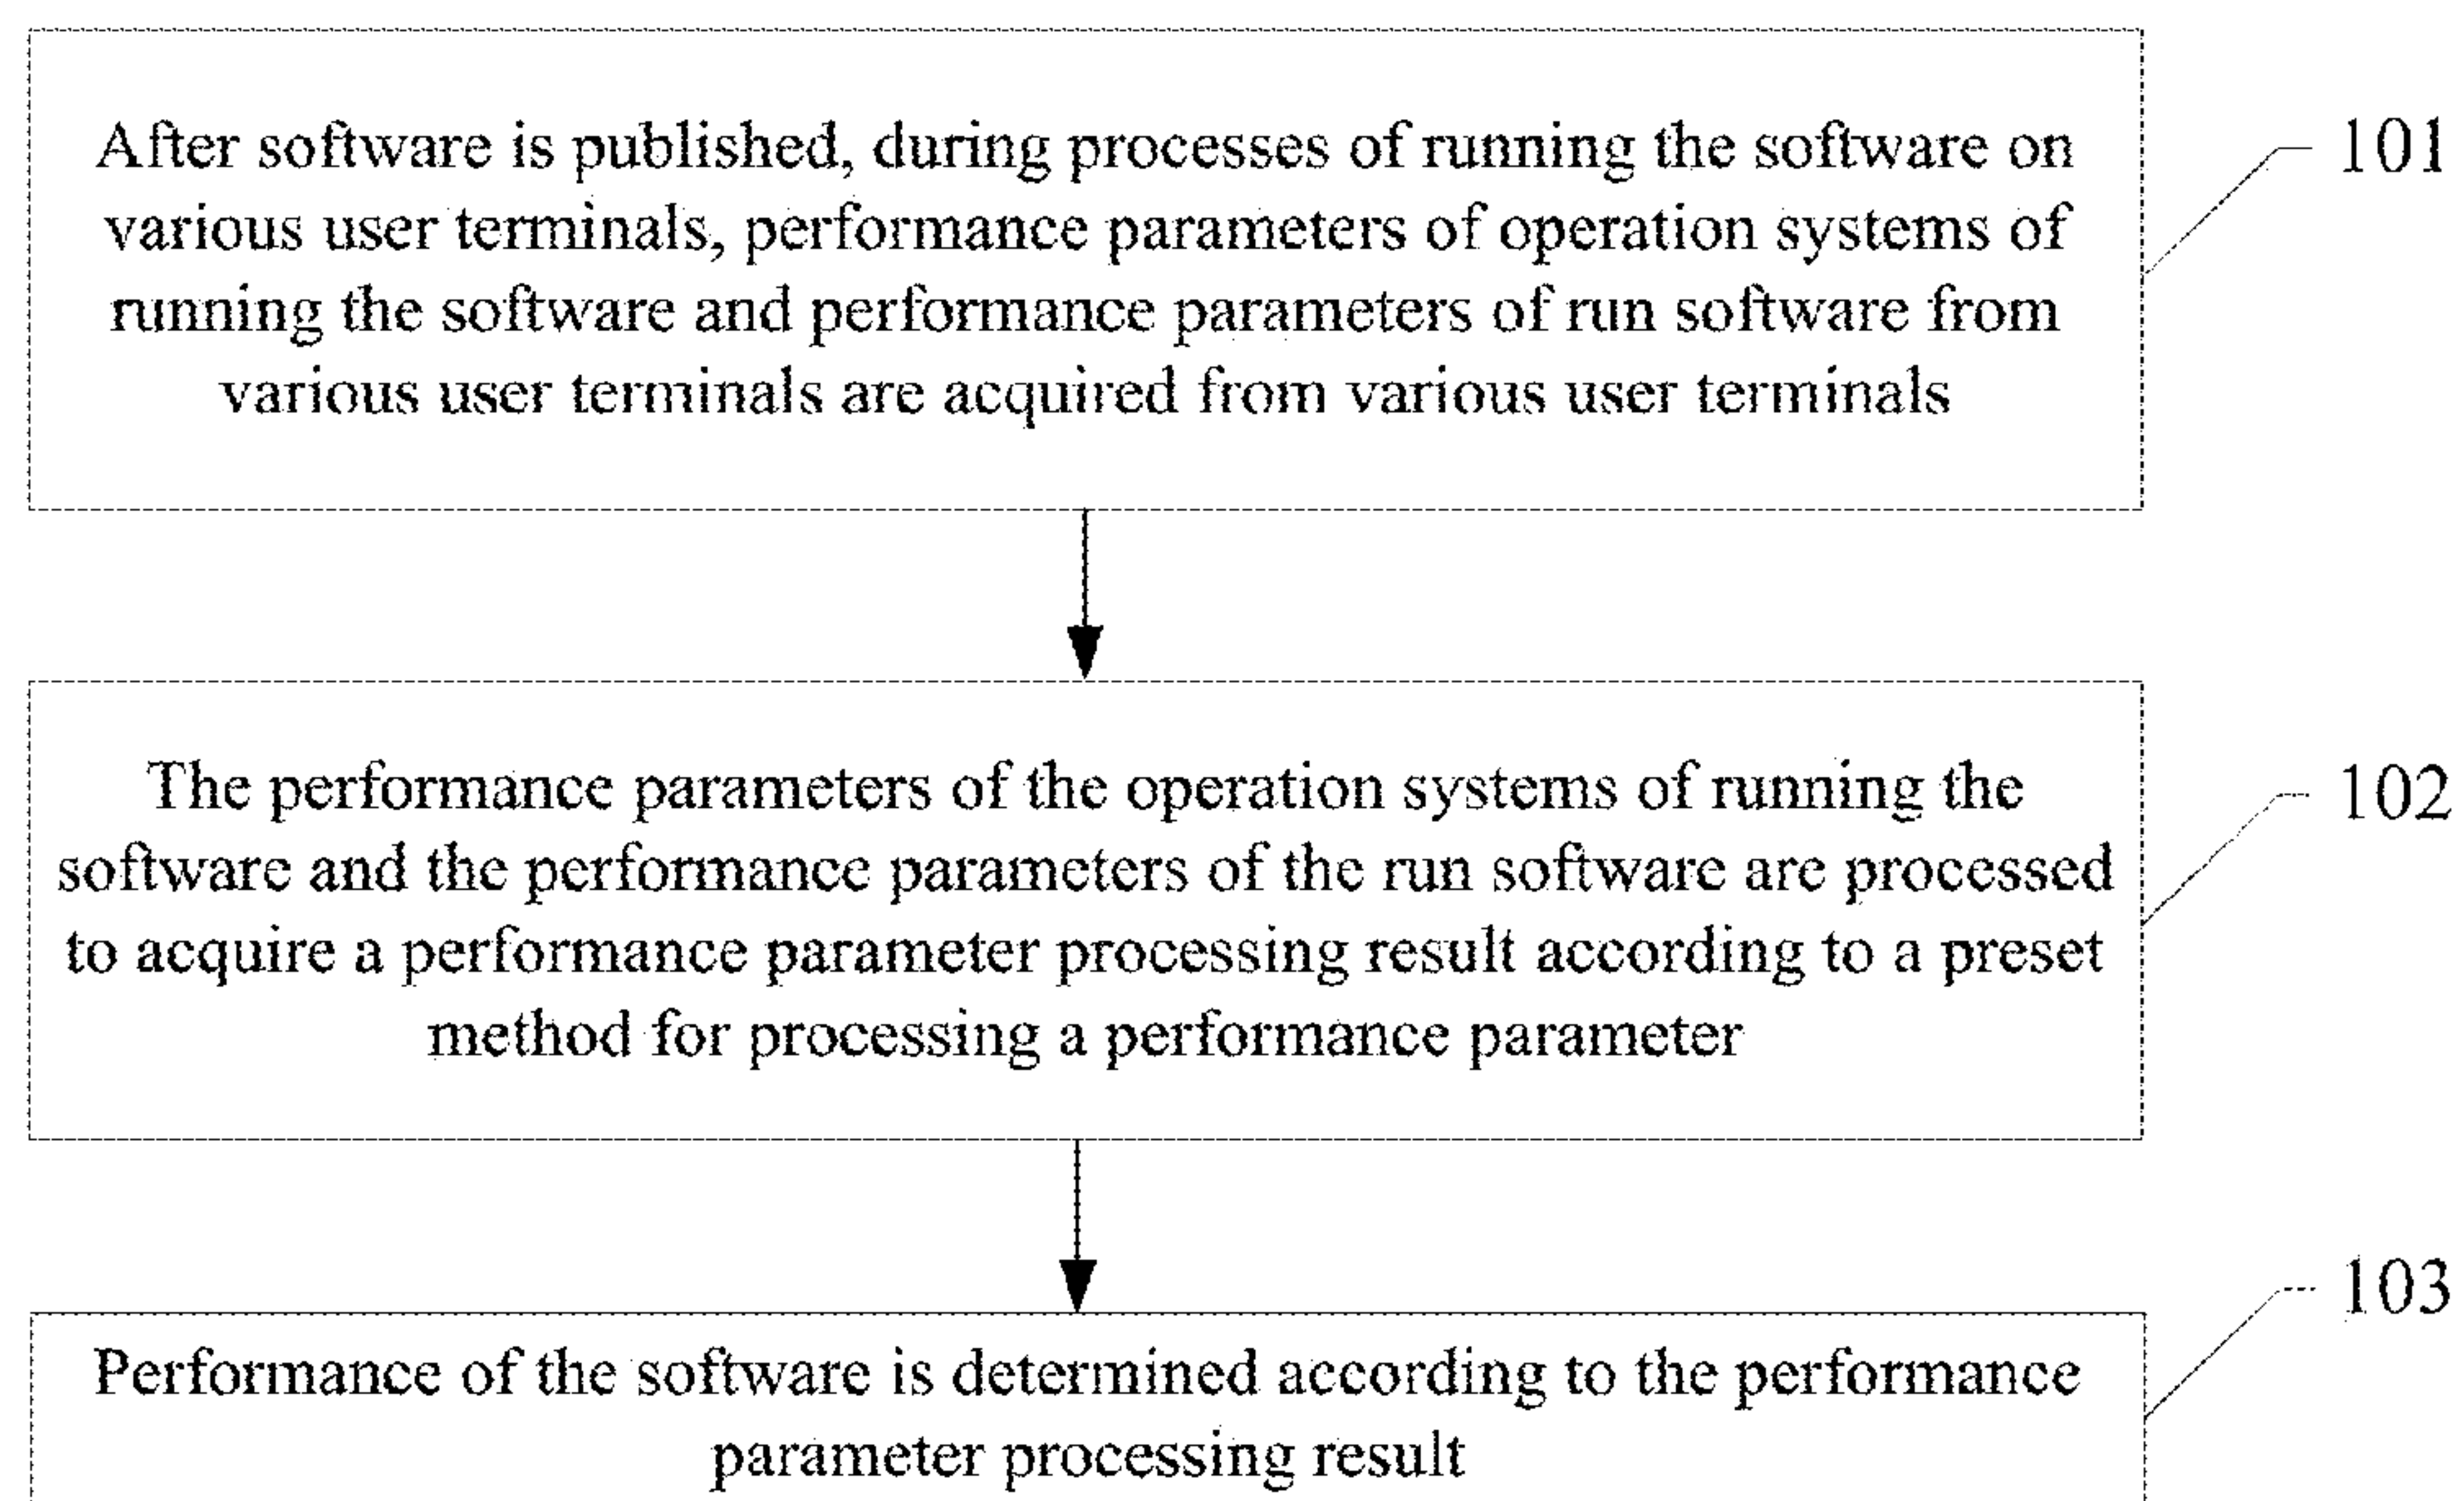 After software is published, during processes of running the software on
various user terminals, performance parameters of operation systems of
running the software and performance parameters of run software from
various user terminals are acquired from various user terminals
101
The performance parameters of the operation systems of running the
software and the performance parameters of the run software are processed
to acquire a performance parameter processing result according to a preset
method for processing a performance parameter
102
Performance of the software is determined according to the performance
parameter processing result
103